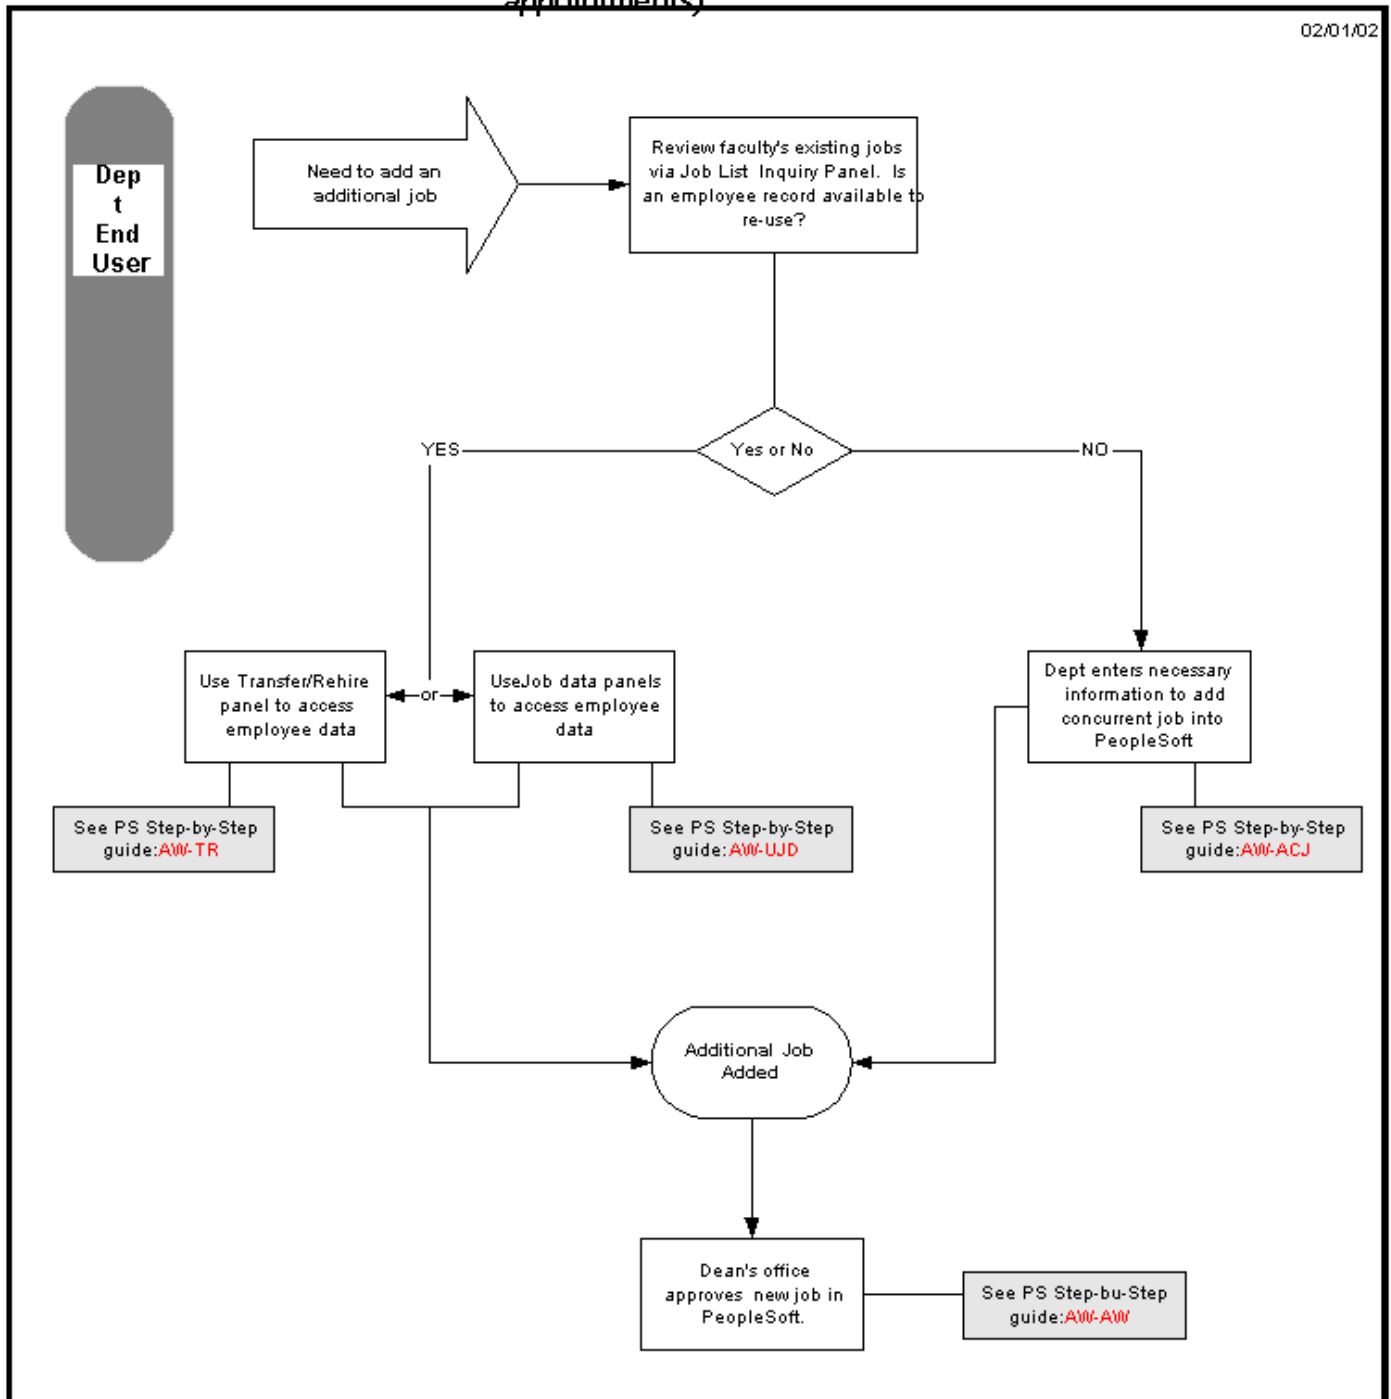 appointments)
02/01/02
Dep
t
End
User
Need to add an
additional job
Review faculty's existing jobs
via Job List Inquiry Panel. Is
an employee record available to
re-use?
YES
Yes or No
NO
Use Transfer/Rehire
panel to access
employee data
or
UseJob data panels
to access employee
data
Dept enters necessary
information to add
concurrent job into
PeopleSoft
See PS Step-by-Step
guide:AW-TR
See PS Step-by-Step
guide:AW-UJD
See PS Step-by-Step
guide:AW-ACJ
Additional Job
Added
Dean's office
approves new job in
PeopleSoft.
See PS Step-bu-Step
guide:AW-AW